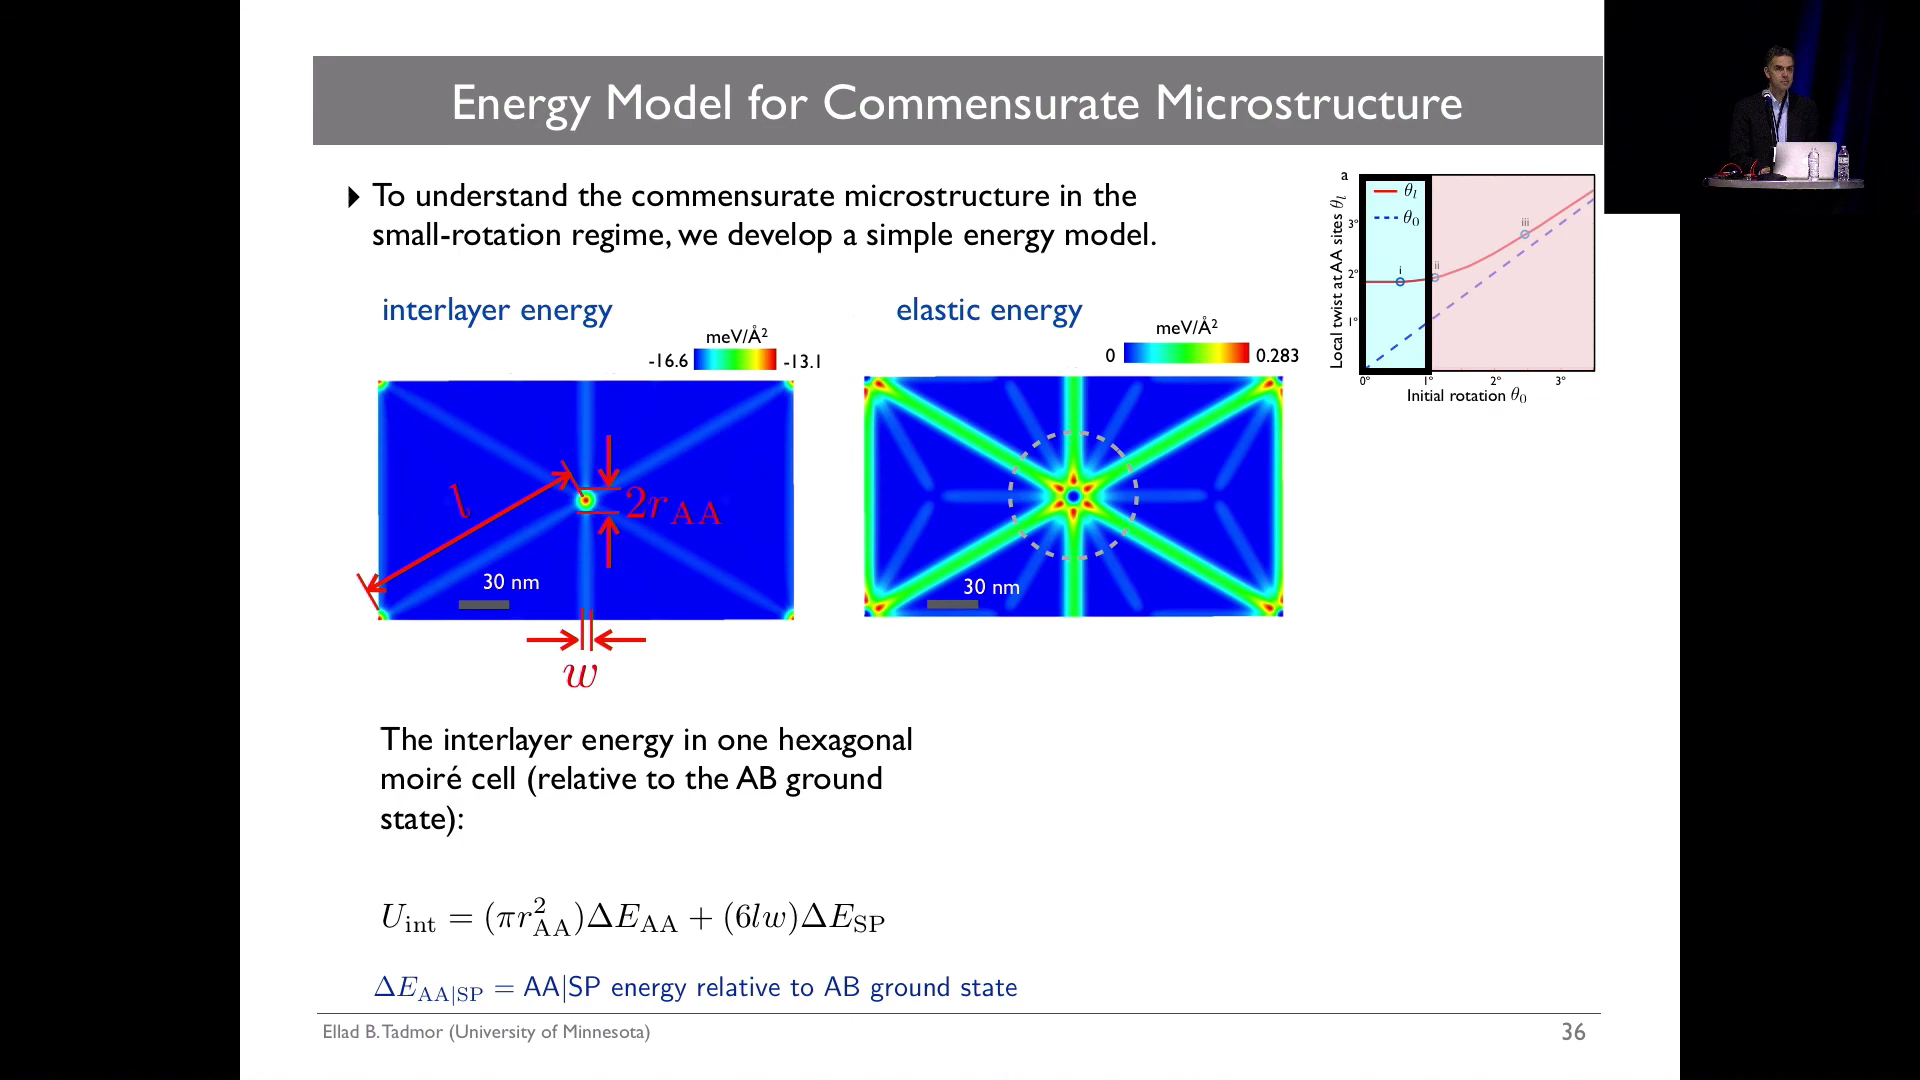 Energy Model for Commensurate Microstructure
To understand the commensurate microstructure in the
small-rotation regime, we develop a simple energy model.
interlayer energy
meV/Å²
-16.6
-13.1
l
2r_AA
30 nm
w
elastic energy
meV/Å²
0
0.283
30 nm
a
θ_l
θ_0
i
ii
iii
3°
2°
1°
Local twist at AA sites θ_l
0°
1°
2°
3°
Initial rotation θ_0
The interlayer energy in one hexagonal
moiré cell (relative to the AB ground
state):
U_int = (πr²_AA)ΔE_AA + (6lw)ΔE_SP
ΔE_AA|SP = AA|SP energy relative to AB ground state
Ellad B. Tadmor (University of Minnesota)
36